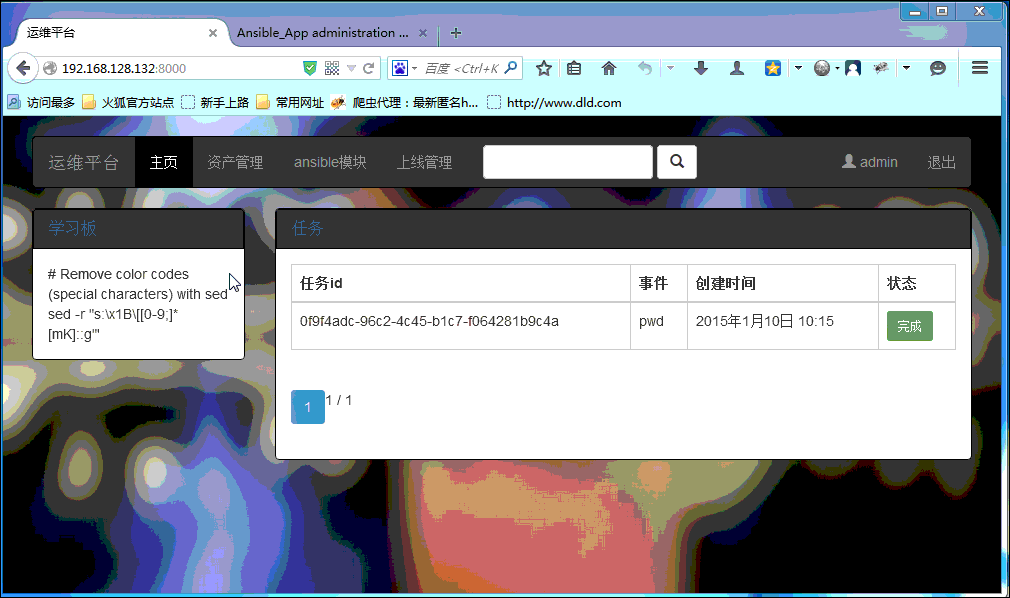 运维平台
Ansible_App administration ...
192.168.128.132:8000
百度 <Ctrl+K
访问最多 火狐官方站点 新手上路 常用网址 爬虫代理：最新匿名h... http://www.dld.com
运维平台 主页 资产管理 ansible模块 上线管理 admin 退出
学习板
# Remove color codes
(special characters) with sed
sed -r "s:\x1B\[[0-9;]*
[mK]::g'"
任务
任务id 事件 创建时间 状态
0f9f4adc-96c2-4c45-b1c7-f064281b9c4a pwd 2015年1月10日 10:15 完成
1 1 / 1